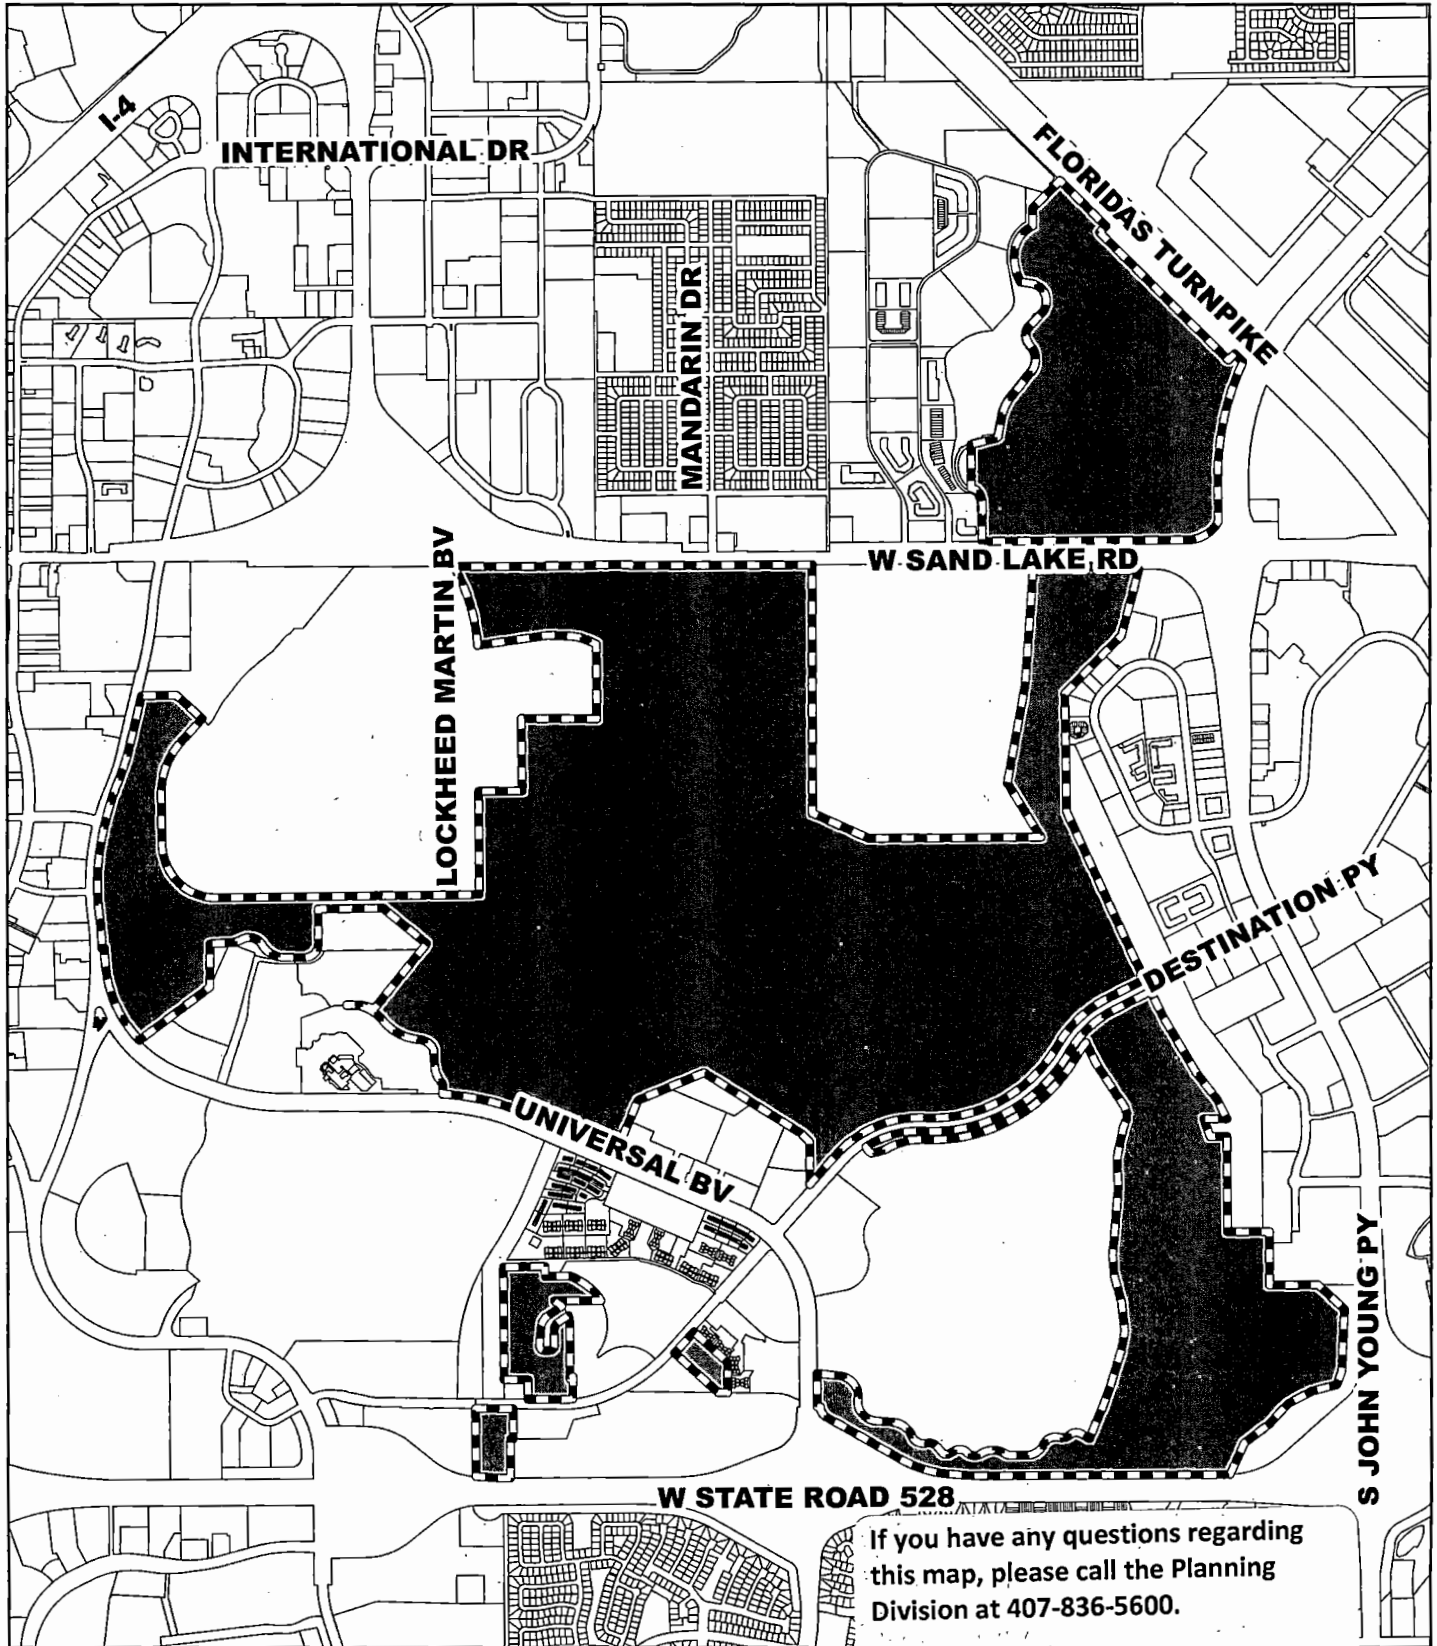 I-4
INTERNATIONAL DR
FLORIDAS TURNPIKE
MANDARIN DR
W SAND LAKE RD
LOCKHEED MARTIN BV
DESTINATION PY
UNIVERSAL BV
S JOHN YOUNG PY
W STATE ROAD 528
If you have any questions regarding
this map, please call the Planning
Division at 407-836-5600.